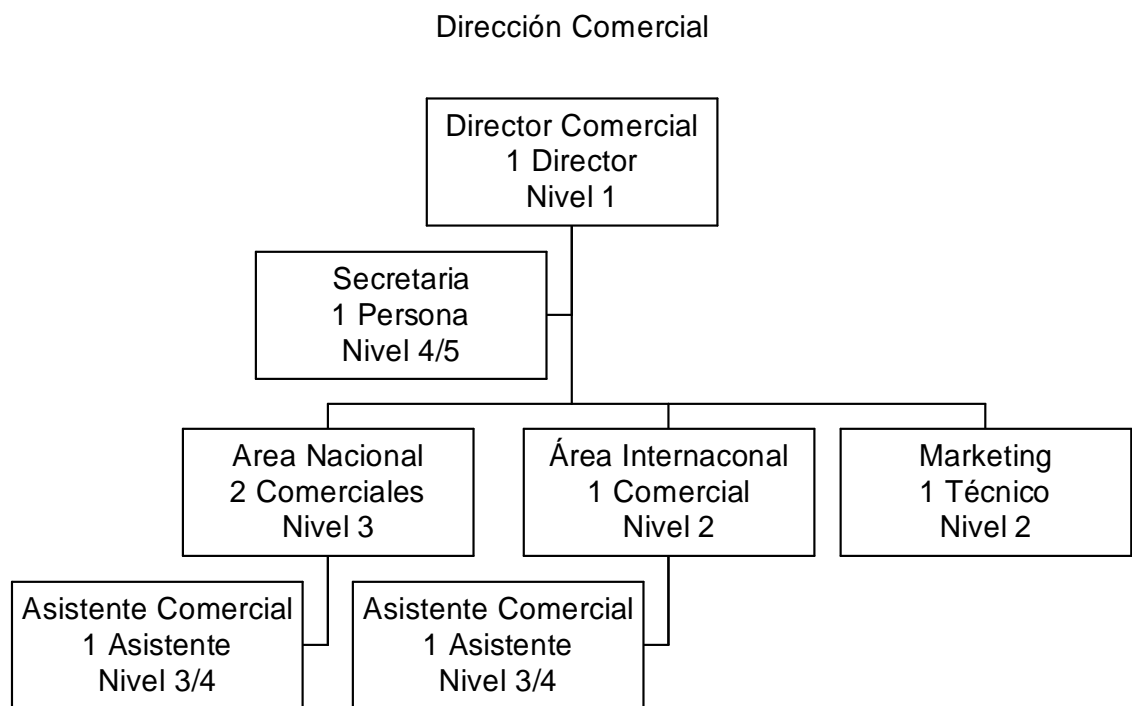 Dirección Comercial
Director Comercial
1 Director
Nivel 1
Secretaria
1 Persona
Nivel 4/5
Area Nacional
2 Comerciales
Nivel 3
Área Internaconal
1 Comercial
Nivel 2
Marketing
1 Técnico
Nivel 2
Asistente Comercial
1 Asistente
Nivel 3/4
Asistente Comercial
1 Asistente
Nivel 3/4